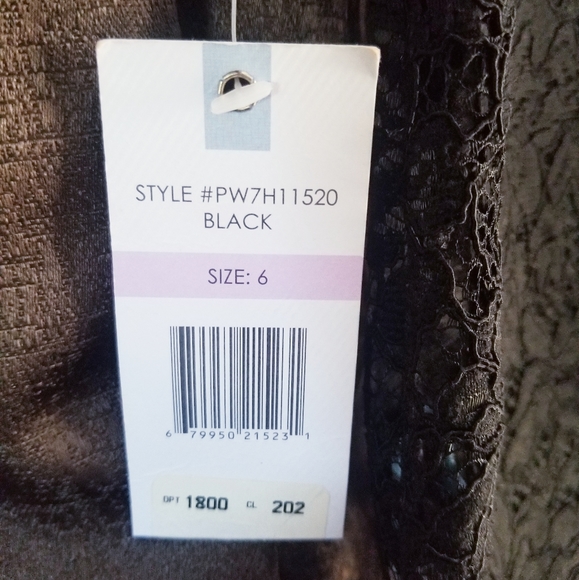 STYLE #PW7H11520
BLACK
SIZE: 6
6 79950 21523 1
DPT 1800 CL 202